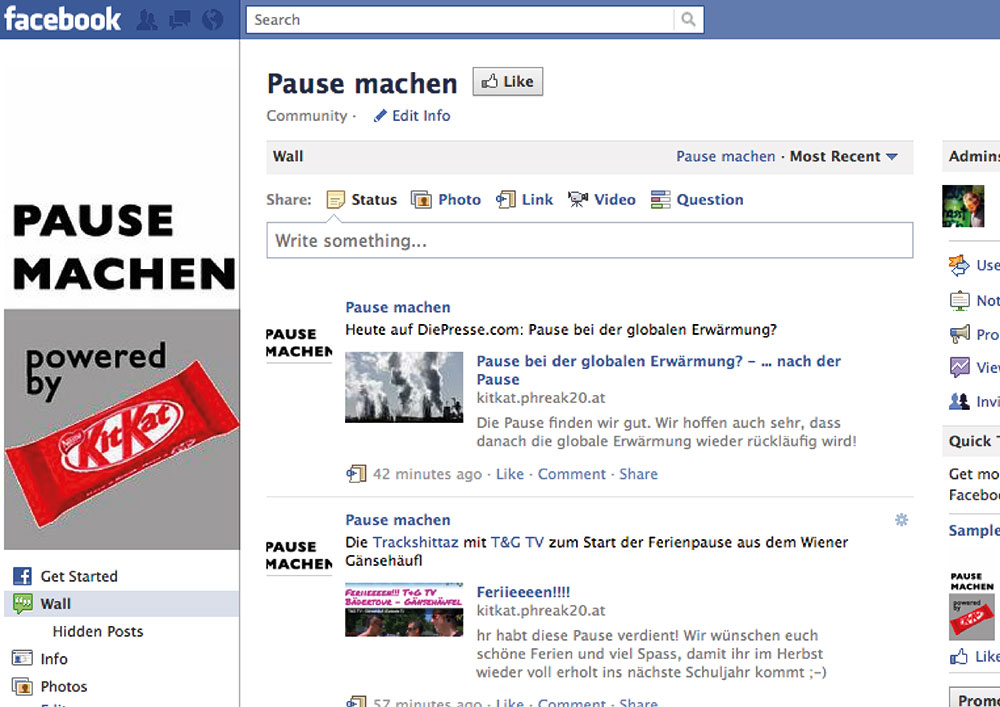 facebook
Search
Pause machen
Like
Community ·
Edit Info
Wall
Pause machen · Most Recent
Share:
Status
Photo
Link
Video
Question
Write something...
PAUSE
MACHEN
powered
by
Nestlé
KitKat
Get Started
Wall
Hidden Posts
Info
Photos
PAUSE
MACHEN
Pause machen
Heute auf DiePresse.com: Pause bei der globalen Erwärmung?
Pause bei der globalen Erwärmung? – ... nach der
Pause
kitkat.phreak20.at
Die Pause finden wir gut. Wir hoffen auch sehr, dass
danach die globale Erwärmung wieder rückläufig wird!
42 minutes ago · Like · Comment · Share
PAUSE
MACHEN
Pause machen
Die Trackshittaz mit T&G TV zum Start der Ferienpause aus dem Wiener
Gänsehäufl
FERIIEEEEN!!! T&G TV
BÄDERTOUR – GÄNSEHÄUFEL
Feriieeeen!!!!
kitkat.phreak20.at
hr habt diese Pause verdient! Wir wünschen euch
schöne Ferien und viel Spass, damit ihr im Herbst
wieder voll erholt ins nächste Schuljahr kommt ;-)
57 minutes ago · Like · Comment · Share
Admins
Use
Not
Pro
View
Invi
Quick T
Get mo
Facebo
Sample
PAUSE
MACHEN
powered
by
KitKat
Like
Promo